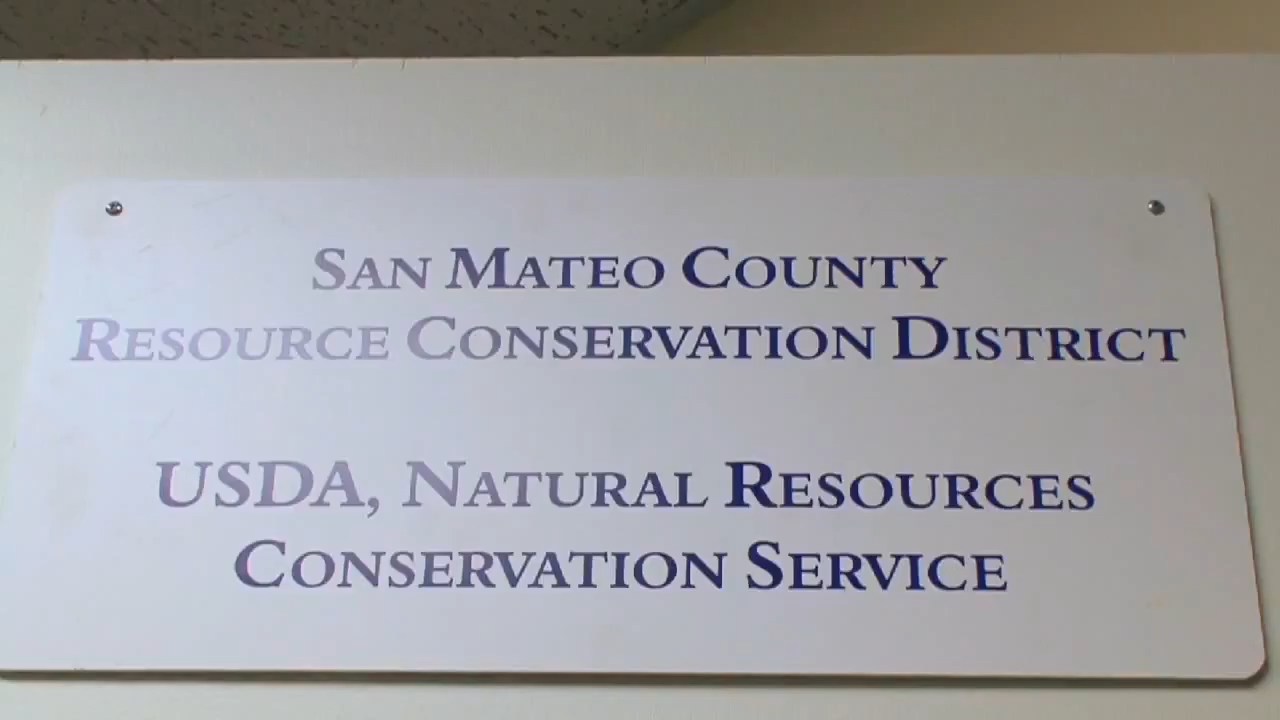 San Mateo County
Resource Conservation District
USDA, Natural Resources
Conservation Service